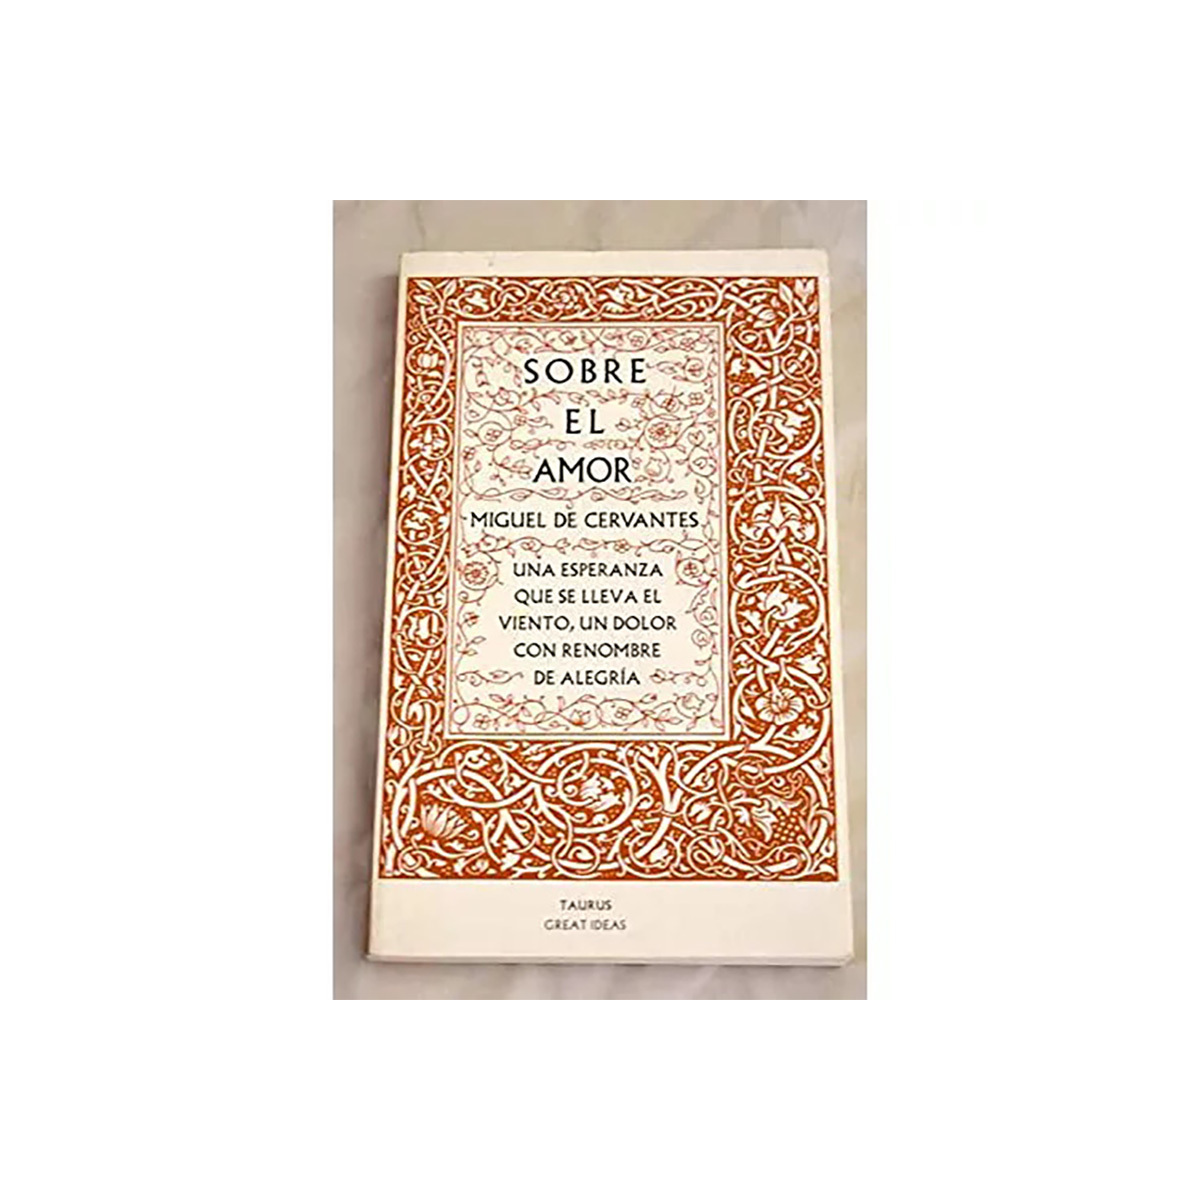 SOBRE
EL
AMOR
MIGUEL DE CERVANTES
UNA ESPERANZA
QUE SE LLEVA EL
VIENTO, UN DOLOR
CON RENOMBRE
DE ALEGRÍA
TAURUS
GREAT IDEAS